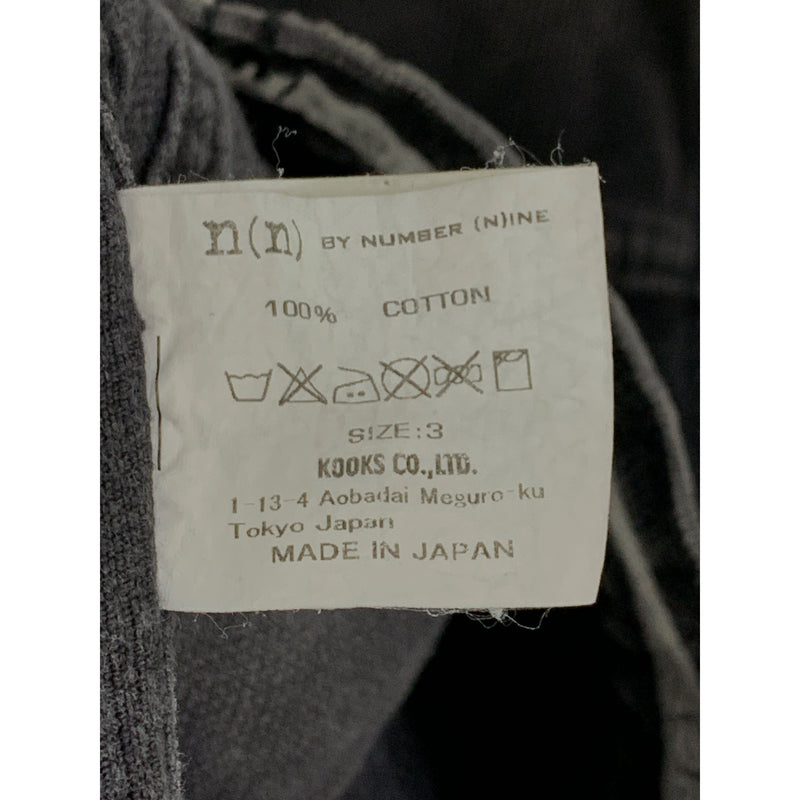 n(n) BY NUMBER (N)INE
100% COTTON
SIZE:3
KOOKS CO.,LTD.
1-13-4 Aobadai Meguro-ku
Tokyo Japan
MADE IN JAPAN